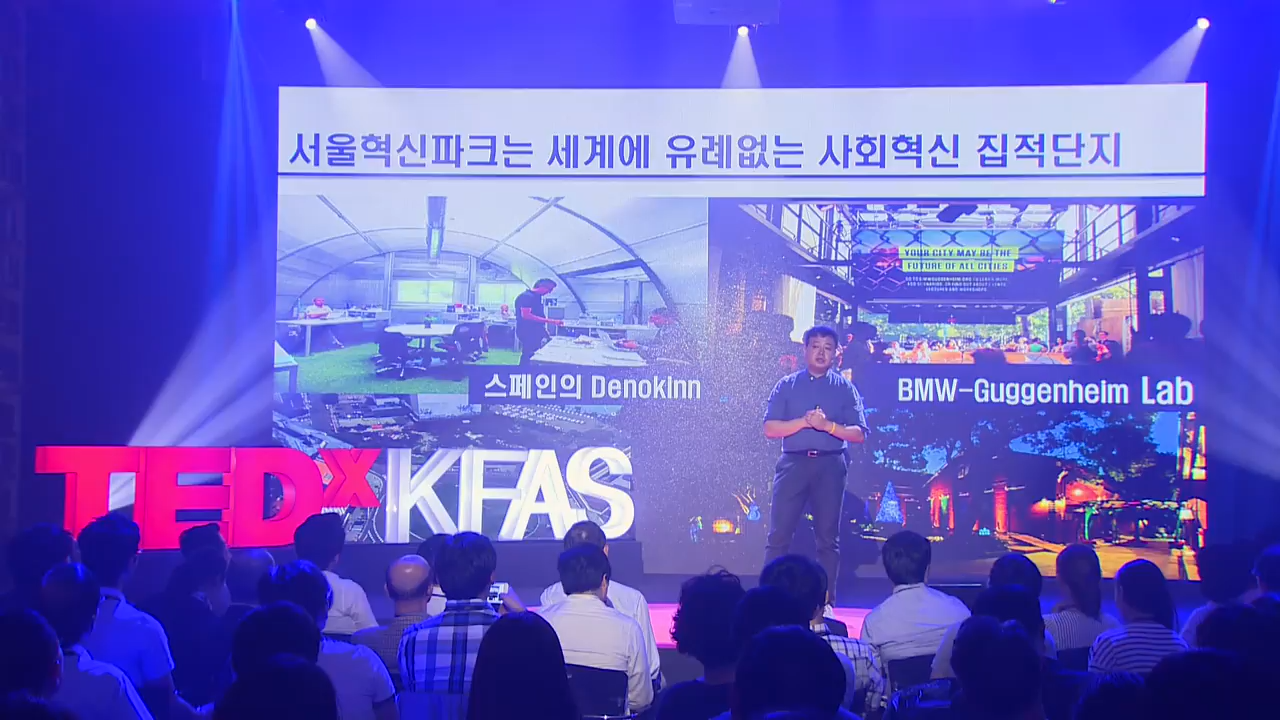 서울혁신파크는 세계에 유례없는 사회혁신 집적단지
YOUR CITY MAY BE THE
FUTURE OF ALL CITIES
스페인의 DenokInn
BMW-Guggenheim Lab
TEDxKFAS